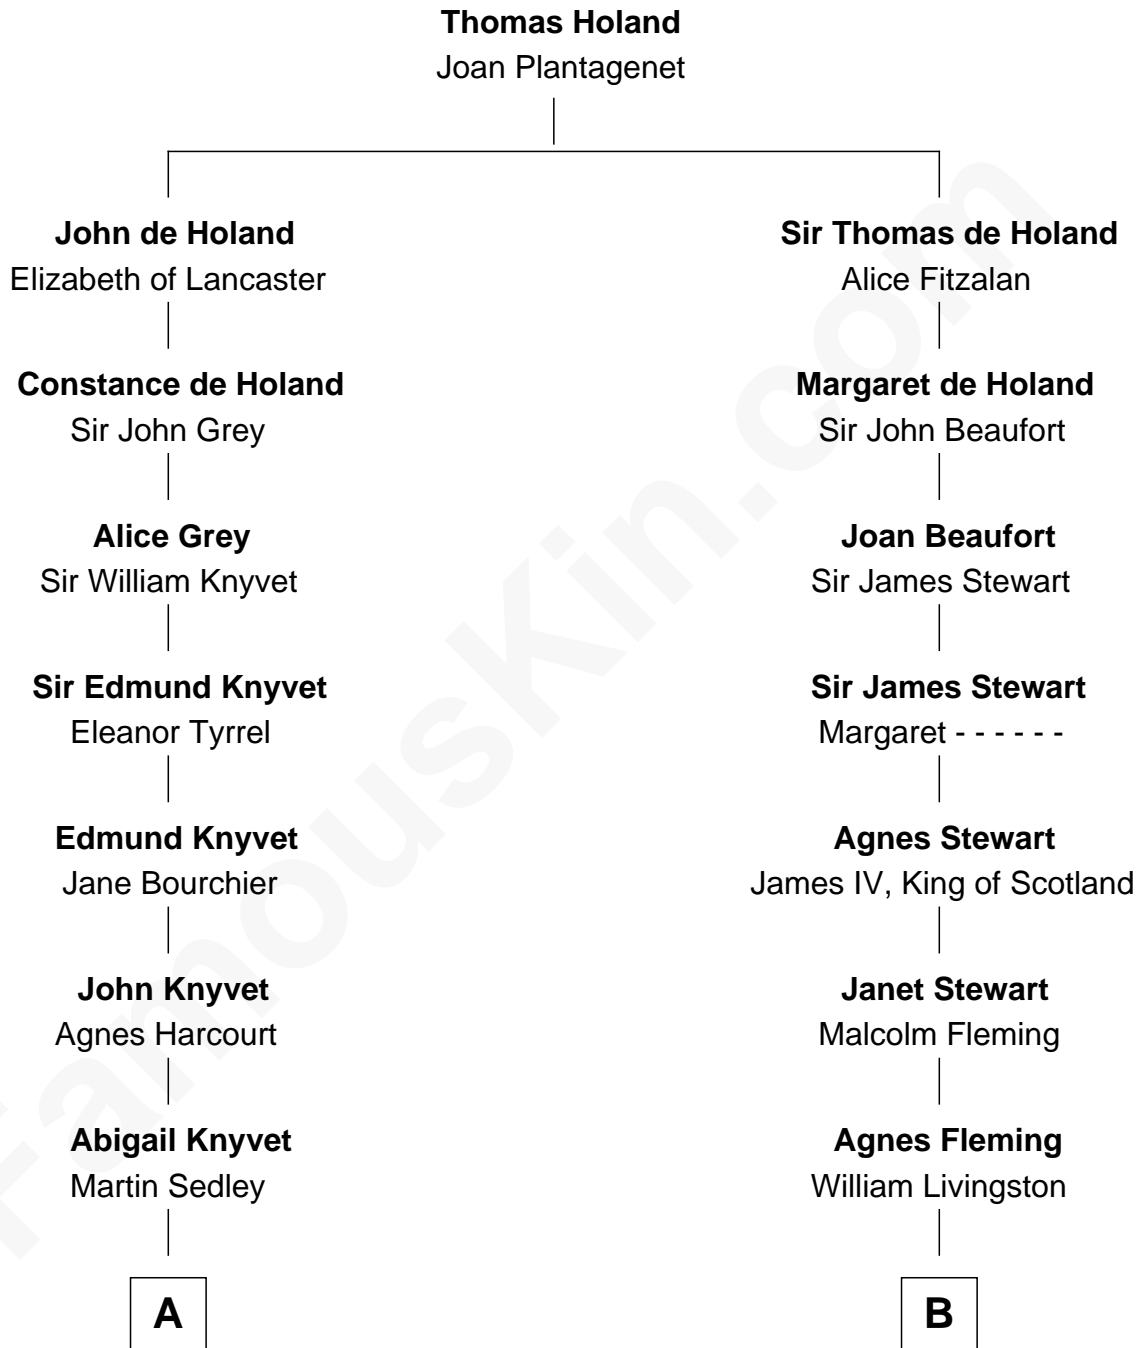 Thomas Holand
Joan Plantagenet
John de Holand
Elizabeth of Lancaster
Sir Thomas de Holand
Alice Fitzalan
Constance de Holand
Sir John Grey
Margaret de Holand
Sir John Beaufort
Alice Grey
Sir William Knyvet
Joan Beaufort
Sir James Stewart
Sir Edmund Knyvet
Eleanor Tyrrel
Sir James Stewart
Margaret - - - - - -
Edmund Knyvet
Jane Bourchier
Agnes Stewart
James IV, King of Scotland
John Knyvet
Agnes Harcourt
Janet Stewart
Malcolm Fleming
Abigail Knyvet
Martin Sedley
Agnes Fleming
William Livingston
A
B
FamousKin.com